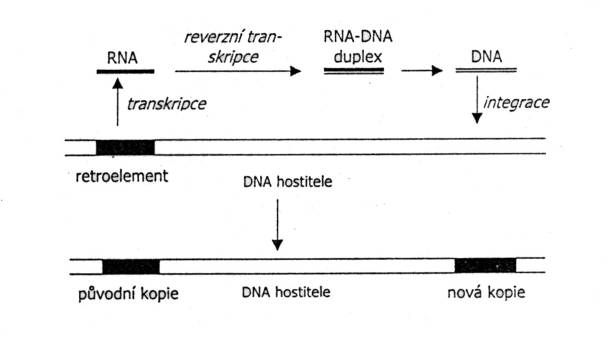 RNA
reverzní tran-
skripce
RNA-DNA
duplex
DNA
transkripce
integrace
retroelement
DNA hostitele
původní kopie
DNA hostitele
nová kopie